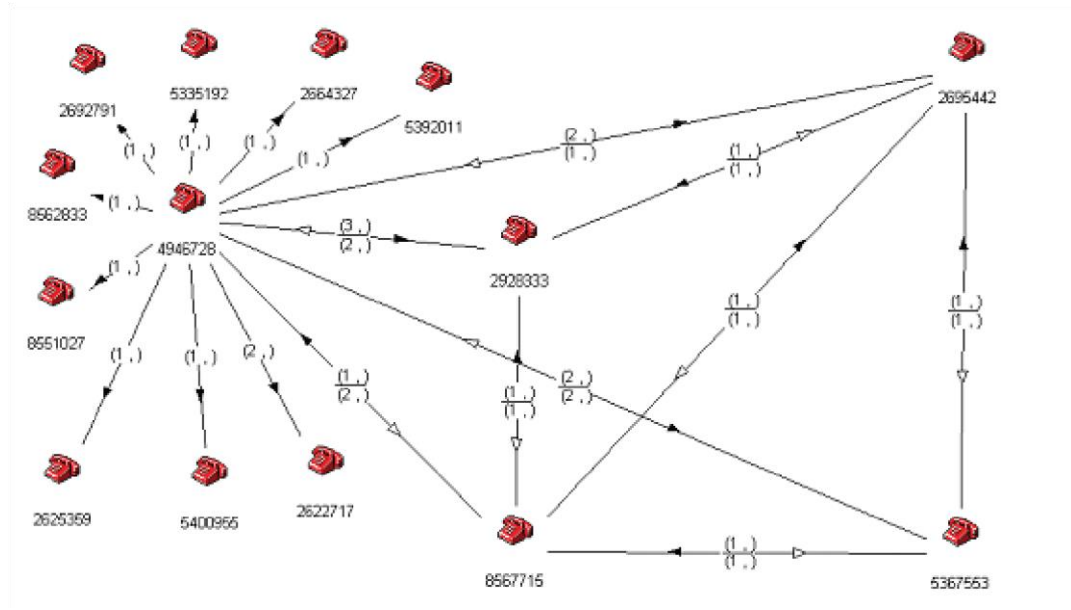 2692791
5335192
2664327
5392011
2695442
(1 , )
(1 , )
(1 , )
(1 , )
(2 , )
(1 , )
(1 , )
(1 , )
8562833
(1 , )
4946728
(3 , )
(2 , )
2928333
(1 , )
8551027
(1 , )
(1 , )
(1 , )
(1 , )
(1 , )
(2 , )
(1 , )
(2 , )
(2 , )
(2 , )
(1 , )
(1 , )
2625359
5400955
2622717
8567715
(1 , )
(1 , )
5367553